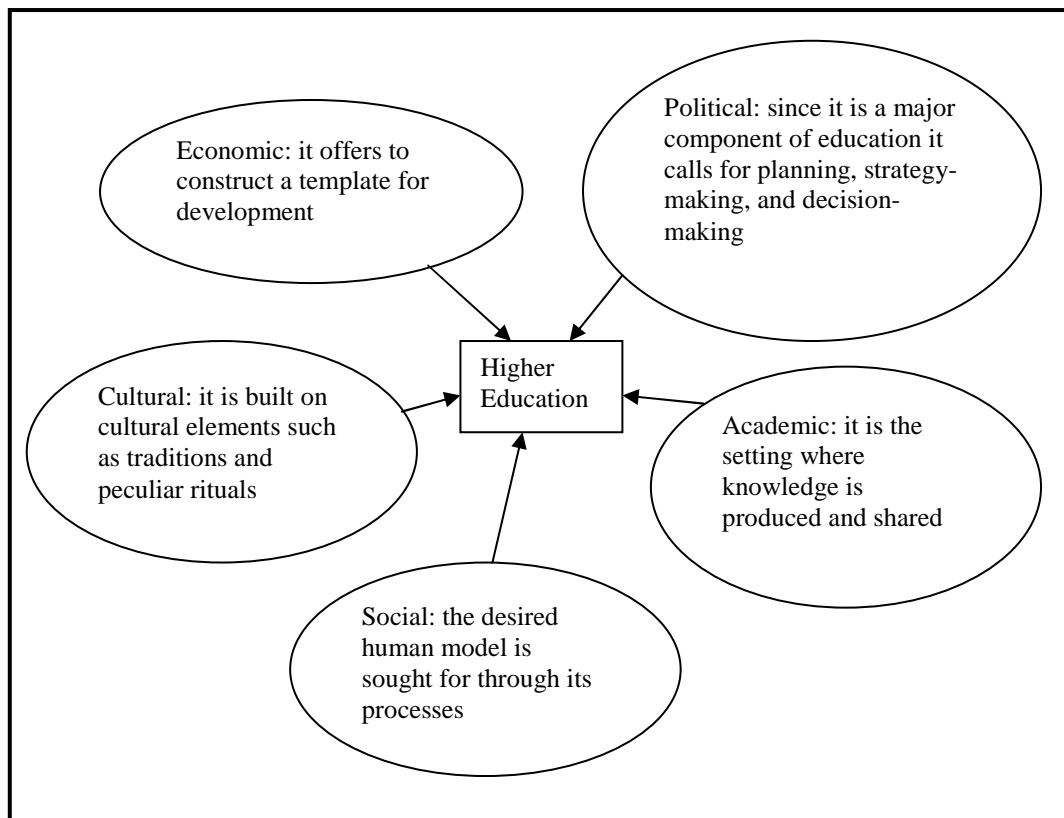 Economic: it offers to
construct a template for
development
Political: since it is a major
component of education it
calls for planning, strategy-
making, and decision-
making
Higher
Education
Cultural: it is built on
cultural elements such
as traditions and
peculiar rituals
Academic: it is the
setting where
knowledge is
produced and shared
Social: the desired
human model is
sought for through its
processes